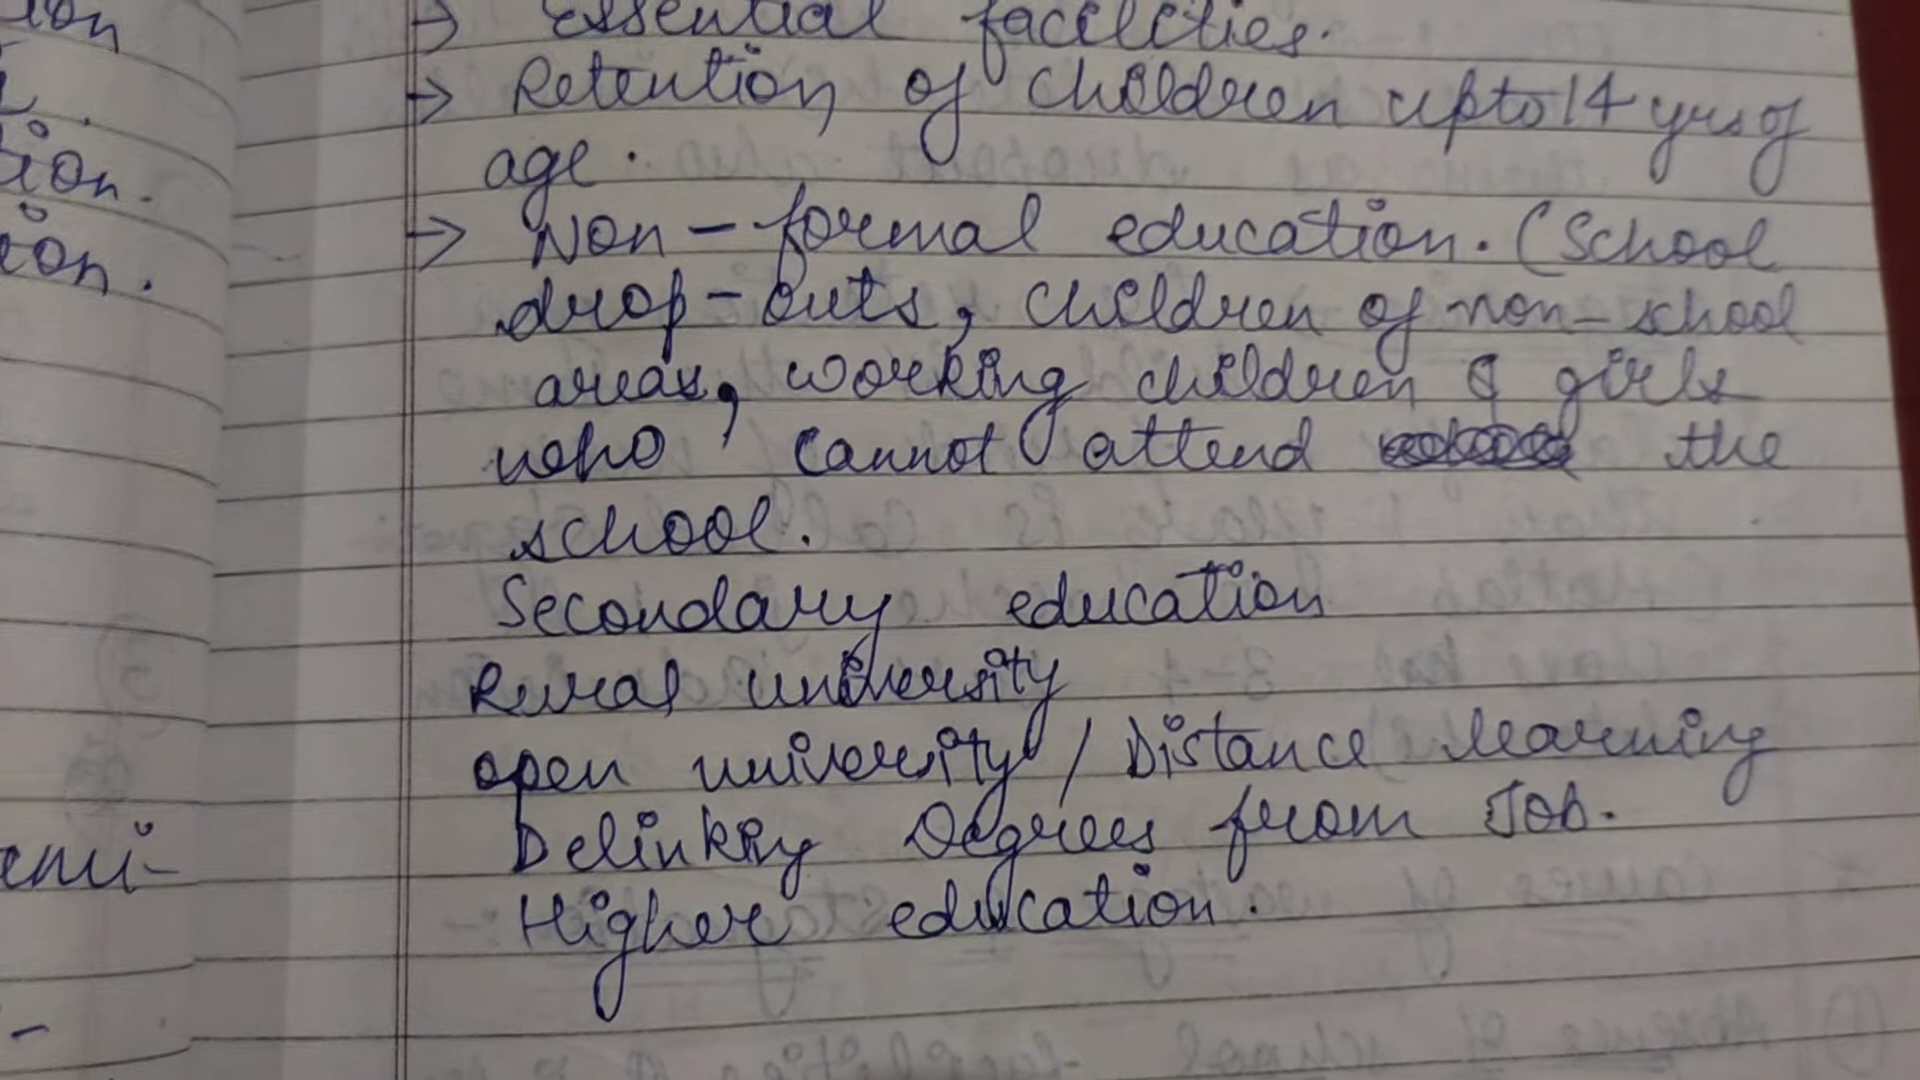 → Essential facilities.
→ Retention of children upto 14 yrs of
age.
→ Non-formal education. (School
drop-outs, children of non-school
areas, working children & girls
who cannot attend the
school.
Secondary education
Rural university
open university / Distance learning
Delinking Degrees from Job.
Higher education.